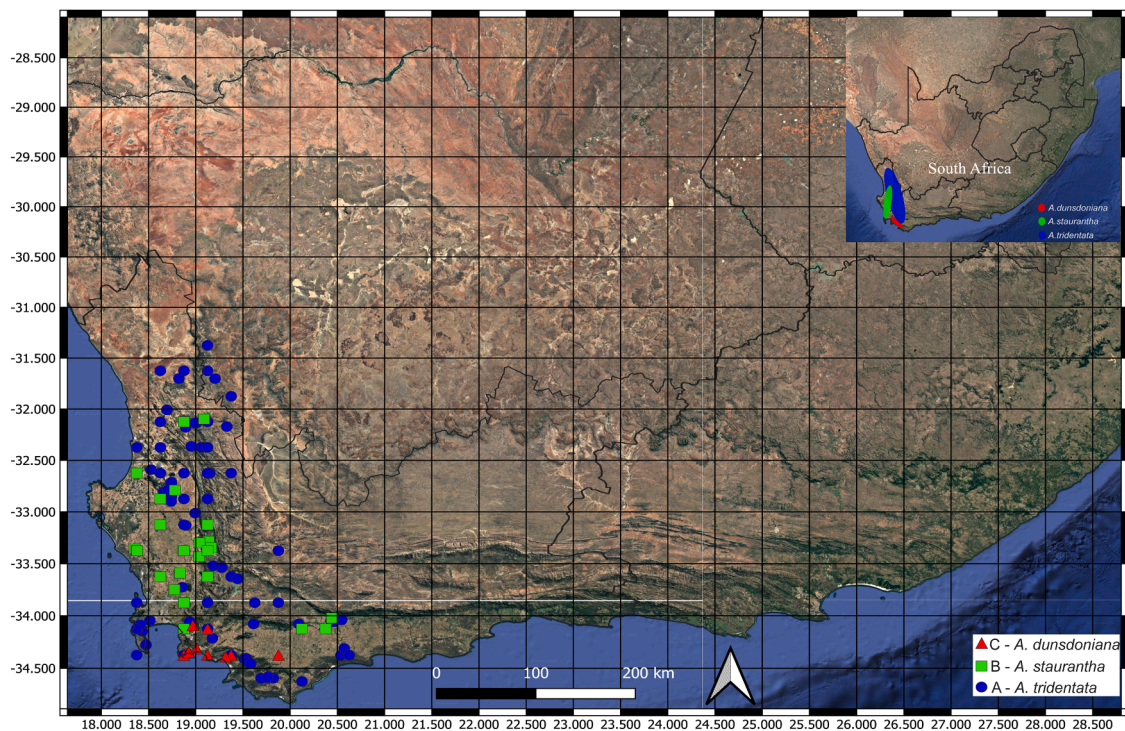 -28.500
-29.000
-29.500
-30.000
-30.500
-31.000
-31.500
-32.000
-32.500
-33.000
-33.500
-34.000
-34.500
South Africa
A.dunsdoniana
A.staurantha
A.tridentata
C - A. dunsdoniana
B - A. staurantha
A - A. tridentata
0 100 200 km
18.000 18.500 19.000 19.500 20.000 20.500 21.000 21.500 22.000 22.500 23.000 23.500 24.000 24.500 25.000 25.500 26.000 26.500 27.000 27.500 28.000 28.500